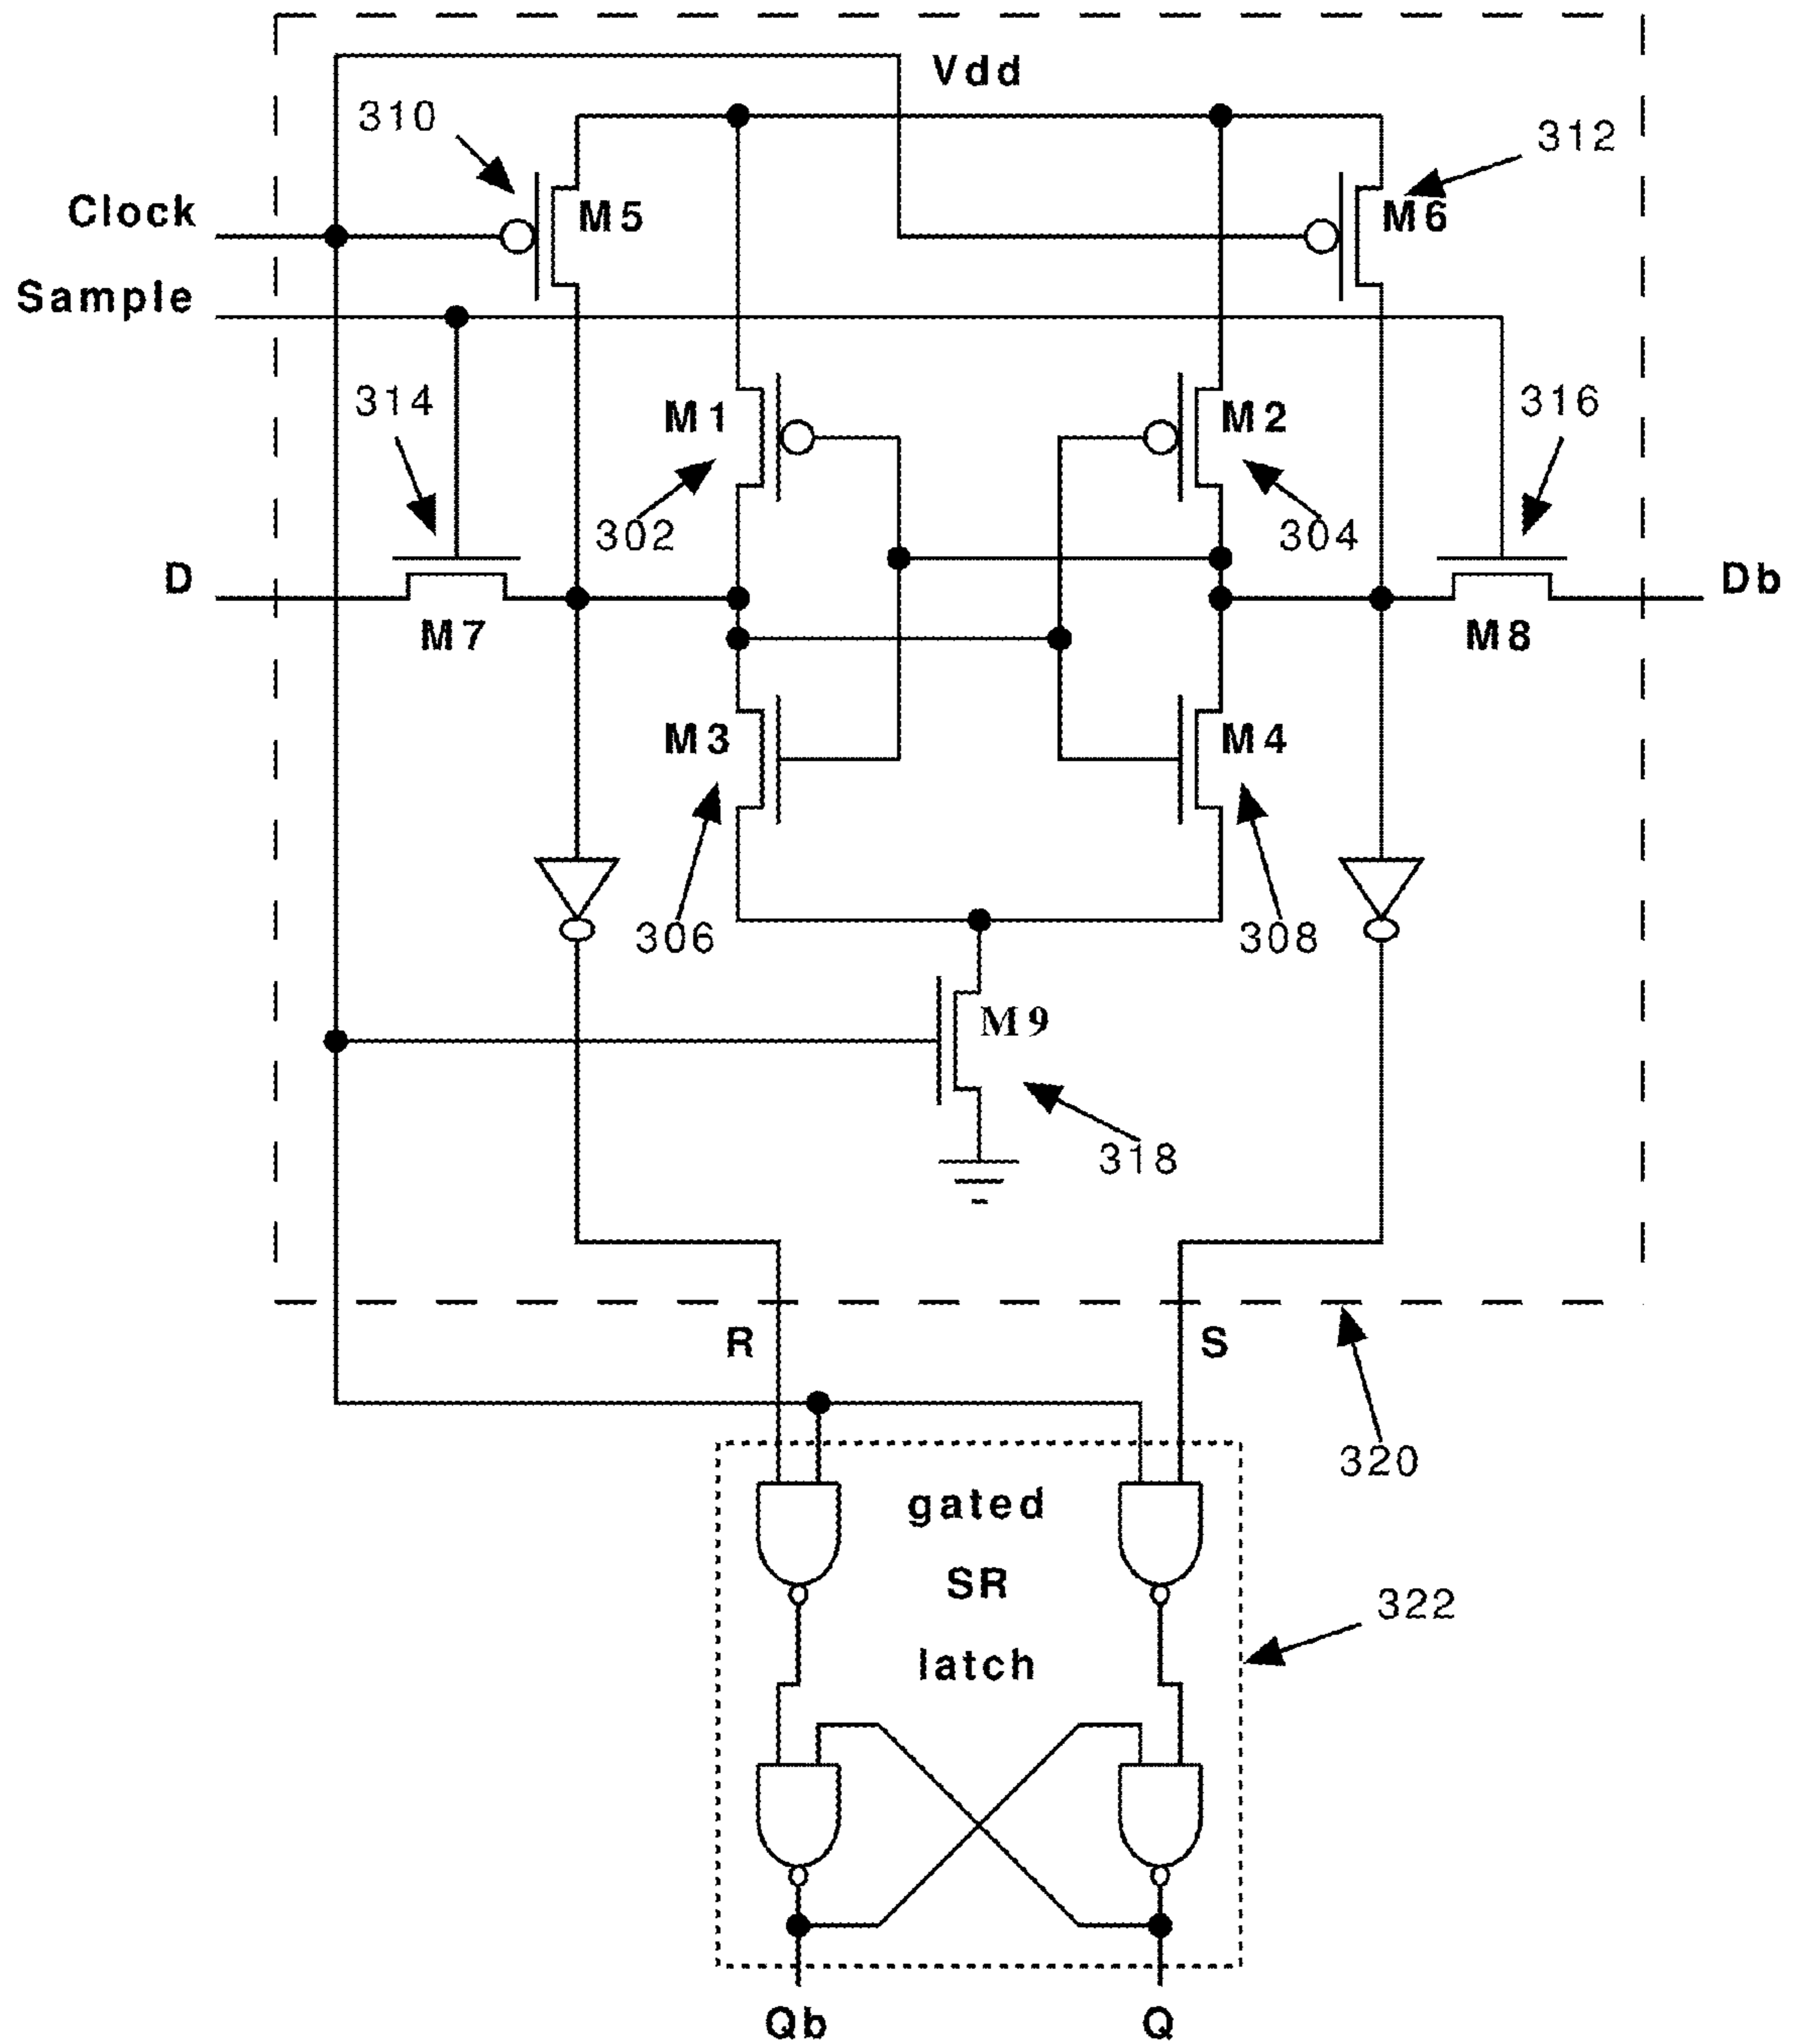 Vdd
310
312
Clock
M5
M6
Sample
314
M1
M2
316
302
304
D
Db
M7
M8
M3
M4
306
308
M9
318
R
S
320
gated
SR
latch
322
Qb
Q